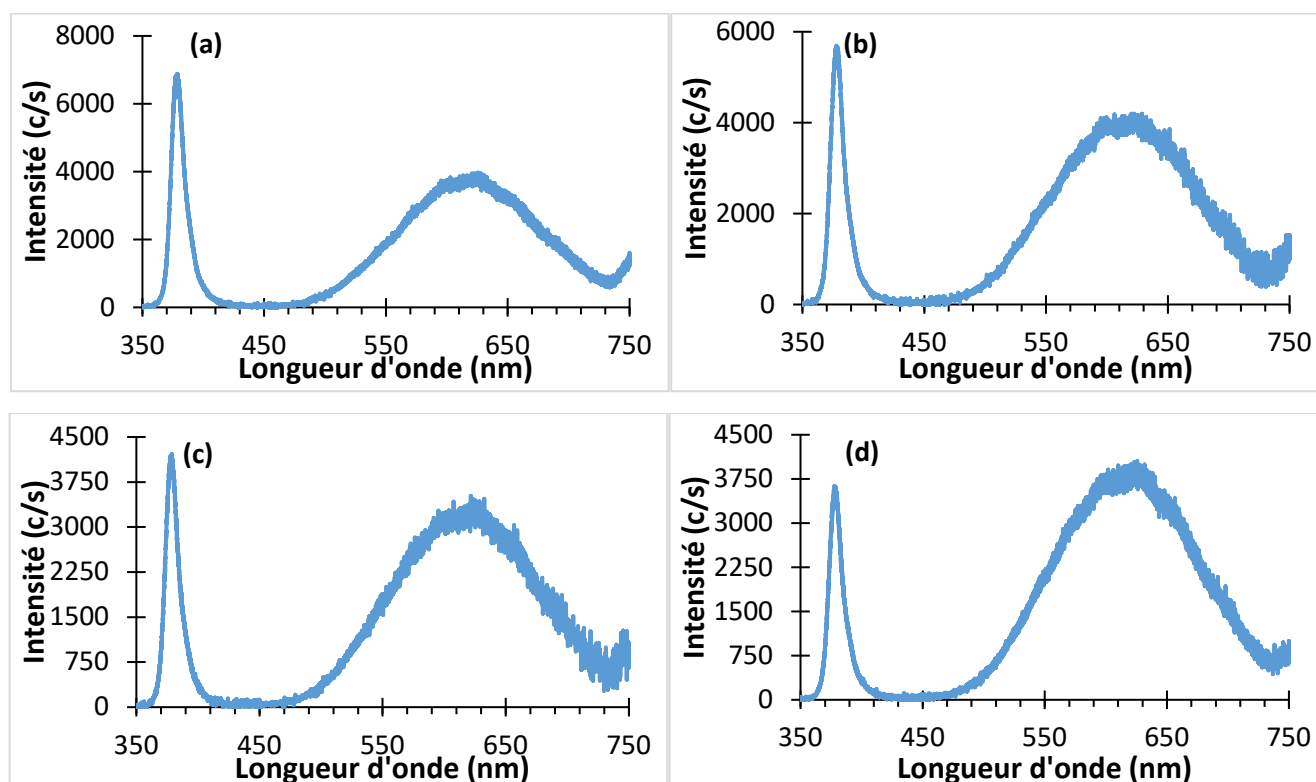 (a)
Intensité (c/s)
8000
6000
4000
2000
0
350 450 550 650 750
Longueur d'onde (nm)
(b)
Intensité (c/s)
6000
4000
2000
0
350 450 550 650 750
Longueur d'onde (nm)
(c)
Intensité (c/s)
4500
3750
3000
2250
1500
750
0
350 450 550 650 750
Longueur d'onde (nm)
(d)
Intensité (c/s)
4500
3750
3000
2250
1500
750
0
350 450 550 650 750
Longueur d'onde (nm)